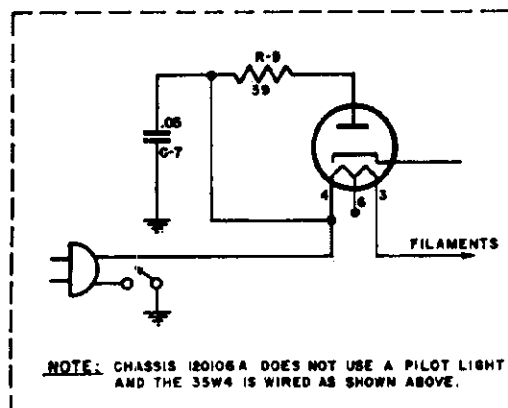 R-9
39
.05
C-7
4
6
3
FILAMENTS
NOTE: CHASSIS 120106A DOES NOT USE A PILOT LIGHT
AND THE 35W4 IS WIRED AS SHOWN ABOVE.